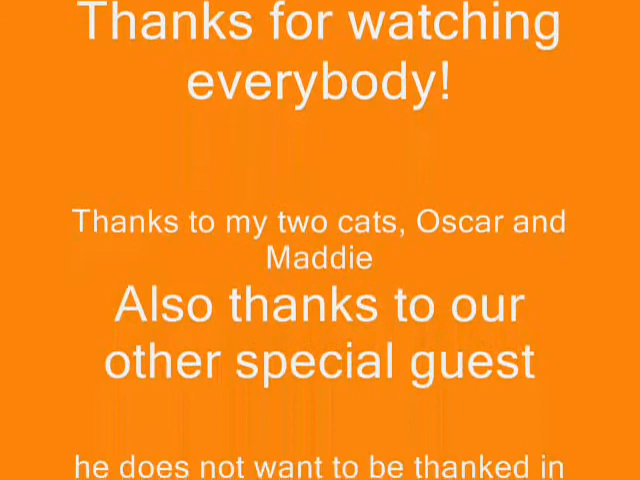 Thanks for watching
everybody!
Thanks to my two cats, Oscar and
Maddie
Also thanks to our
other special guest
he does not want to be thanked in